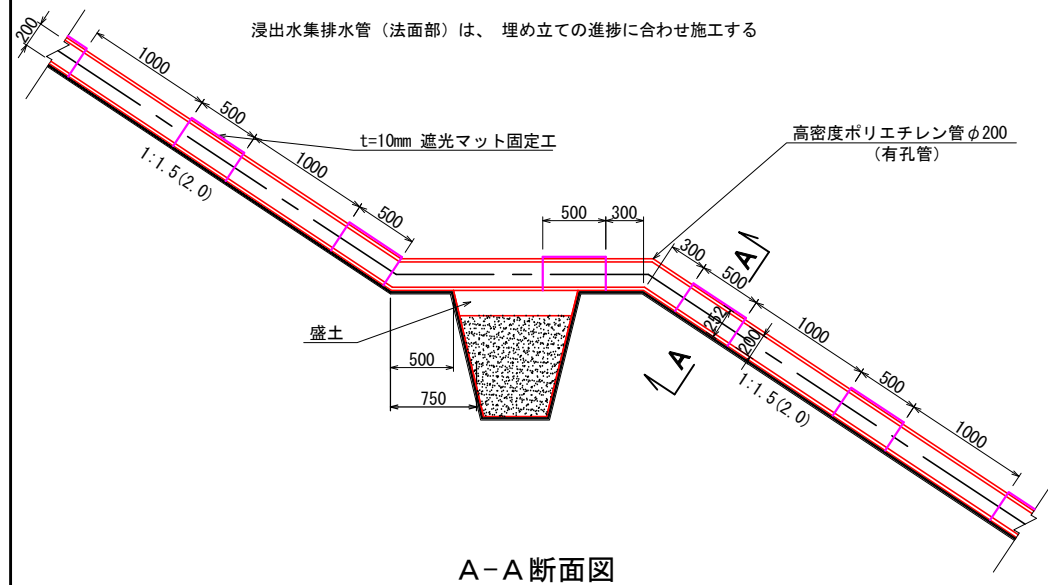 浸出水集排水管（法面部）は、 埋め立ての進捗に合わせ施工する
200
1000
500
t=10mm 遮光マット固定工
1000
500
1:1.5(2.0)
高密度ポリエチレン管φ200
（有孔管）
500
300
300
500
A
252
200
1000
500
1000
盛土
500
750
A
1:1.5(2.0)
A-A断面図